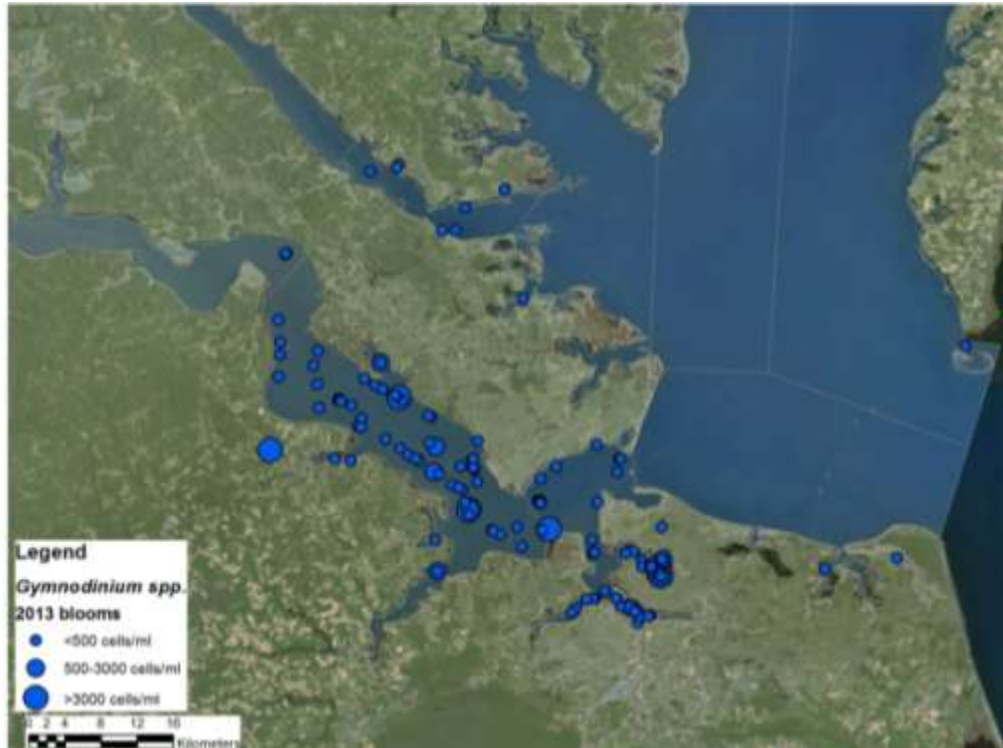 Legend
Gymnodinium spp.
2013 blooms
<500 cells/ml
500-3000 cells/ml
>3000 cells/ml
0 2 4 8 12 16
Kilometers